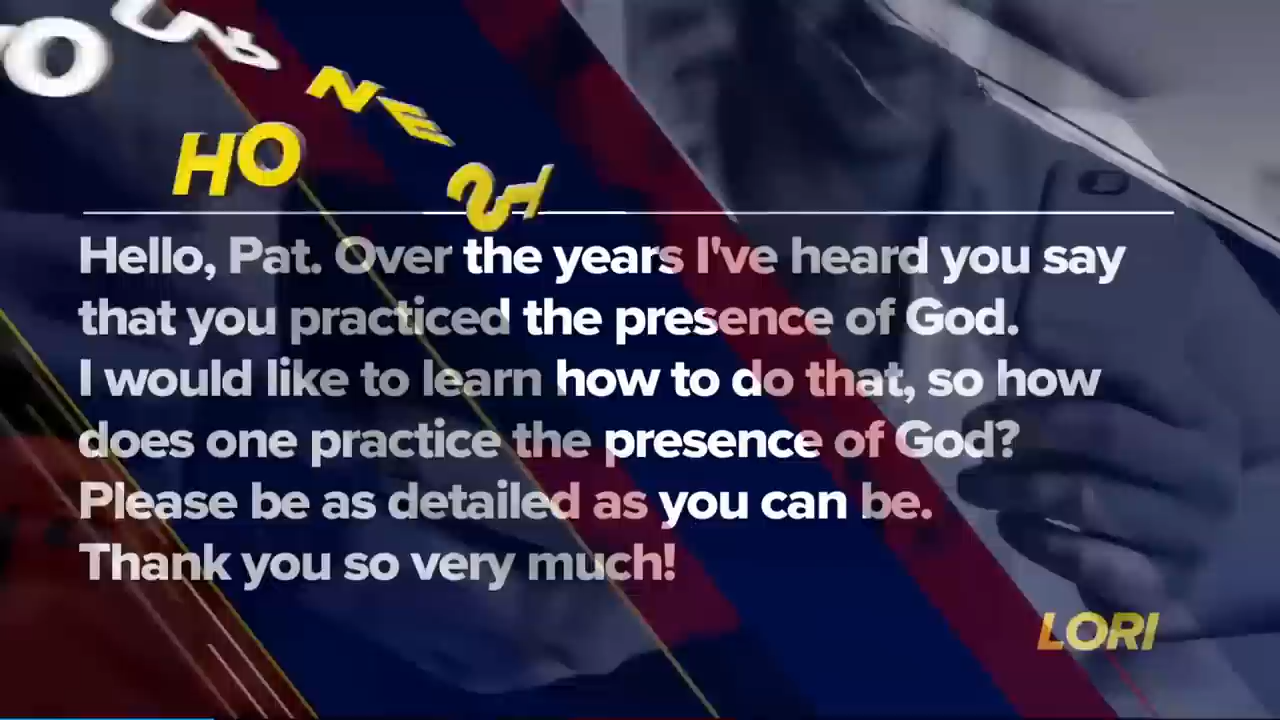 O UR
HONEST
Hello, Pat. Over the years I've heard you say
that you practiced the presence of God.
I would like to learn how to do that, so how
does one practice the presence of God?
Please be as detailed as you can be.
Thank you so very much!
LORI